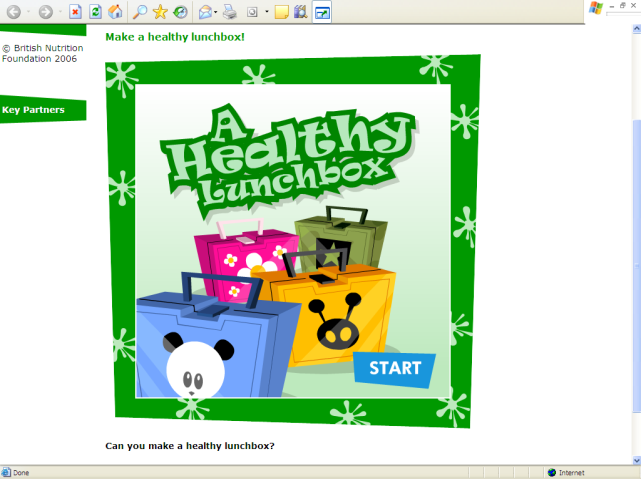 Make a healthy lunchbox!
© British Nutrition
Foundation 2006
Key Partners
A
Healthy
Lunchbox
START
Can you make a healthy lunchbox?
Done
Internet